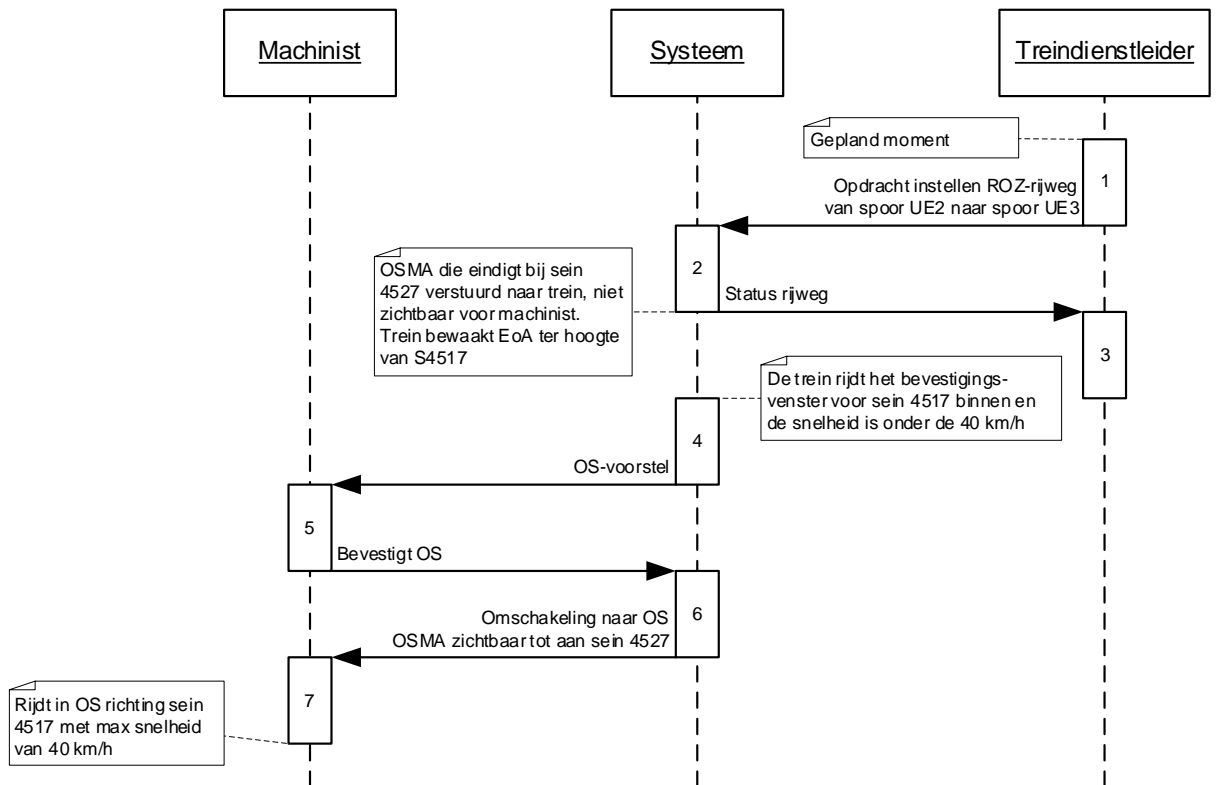 Machinist
Systeem
Treindienstleider
Gepland moment
1
Opdracht instellen ROZ-rijweg
van spoor UE2 naar spoor UE3
OSMA die eindigt bij sein
4527 verstuurd naar trein, niet
zichtbaar voor machinist.
Trein bewaakt EoA ter hoogte
van S4517
2
Status rijweg
3
De trein rijdt het bevestigings-
venster voor sein 4517 binnen en
de snelheid is onder de 40 km/h
4
OS-voorstel
5
Bevestigt OS
6
Omschakeling naar OS
OSMA zichtbaar tot aan sein 4527
7
Rijdt in OS richting sein
4517 met max snelheid
van 40 km/h